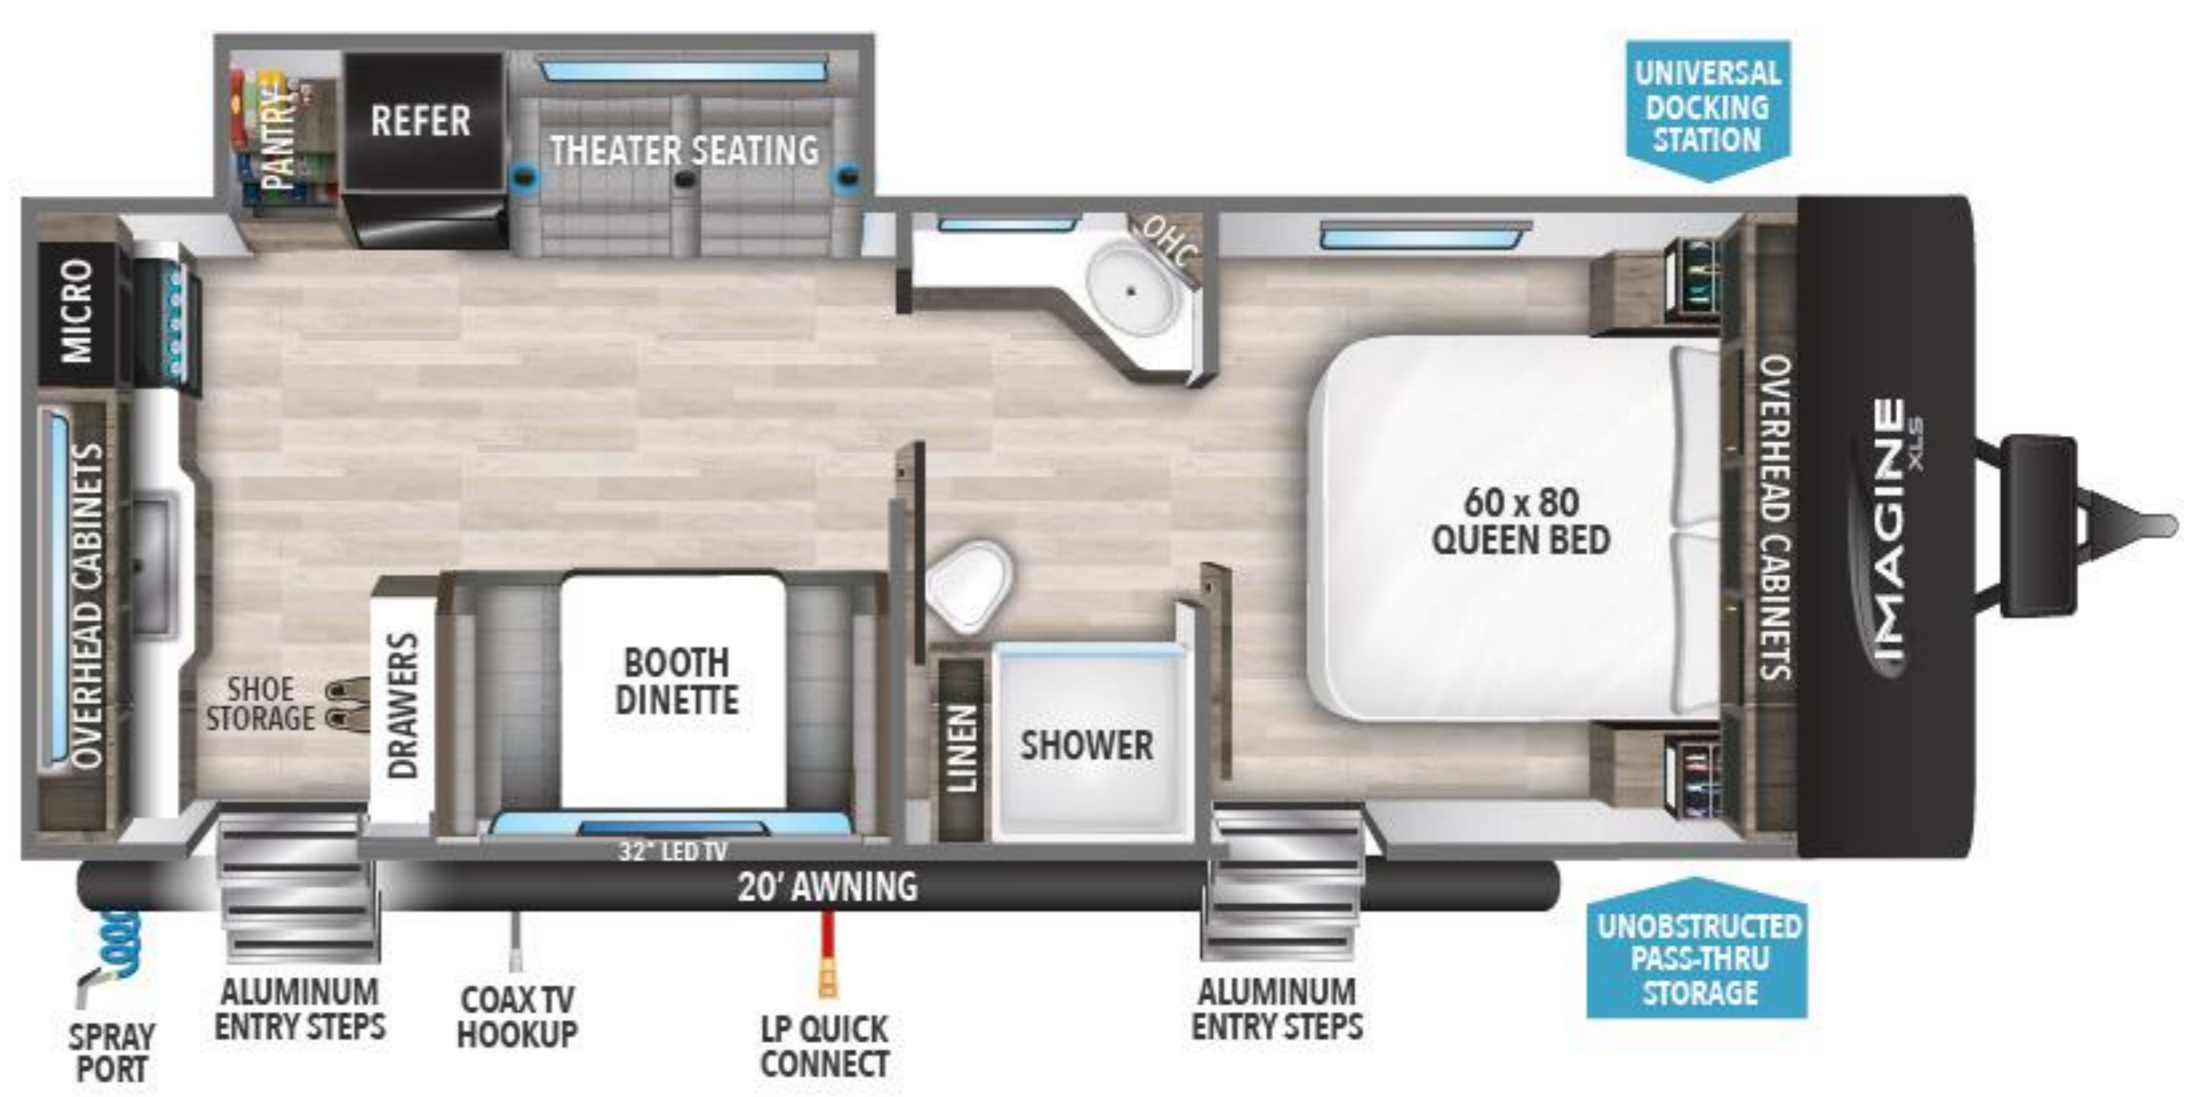 UNIVERSAL
DOCKING
STATION
PANTRY
REFER
THEATER SEATING
OHC
MICRO
OVERHEAD CABINETS
SHOE
STORAGE
DRAWERS
BOOTH
DINETTE
32" LED TV
LINEN
SHOWER
60 x 80
QUEEN BED
OVERHEAD CABINETS
IMAGINE
XLS
20' AWNING
SPRAY
PORT
ALUMINUM
ENTRY STEPS
COAX TV
HOOKUP
LP QUICK
CONNECT
ALUMINUM
ENTRY STEPS
UNOBSTRUCTED
PASS-THRU
STORAGE